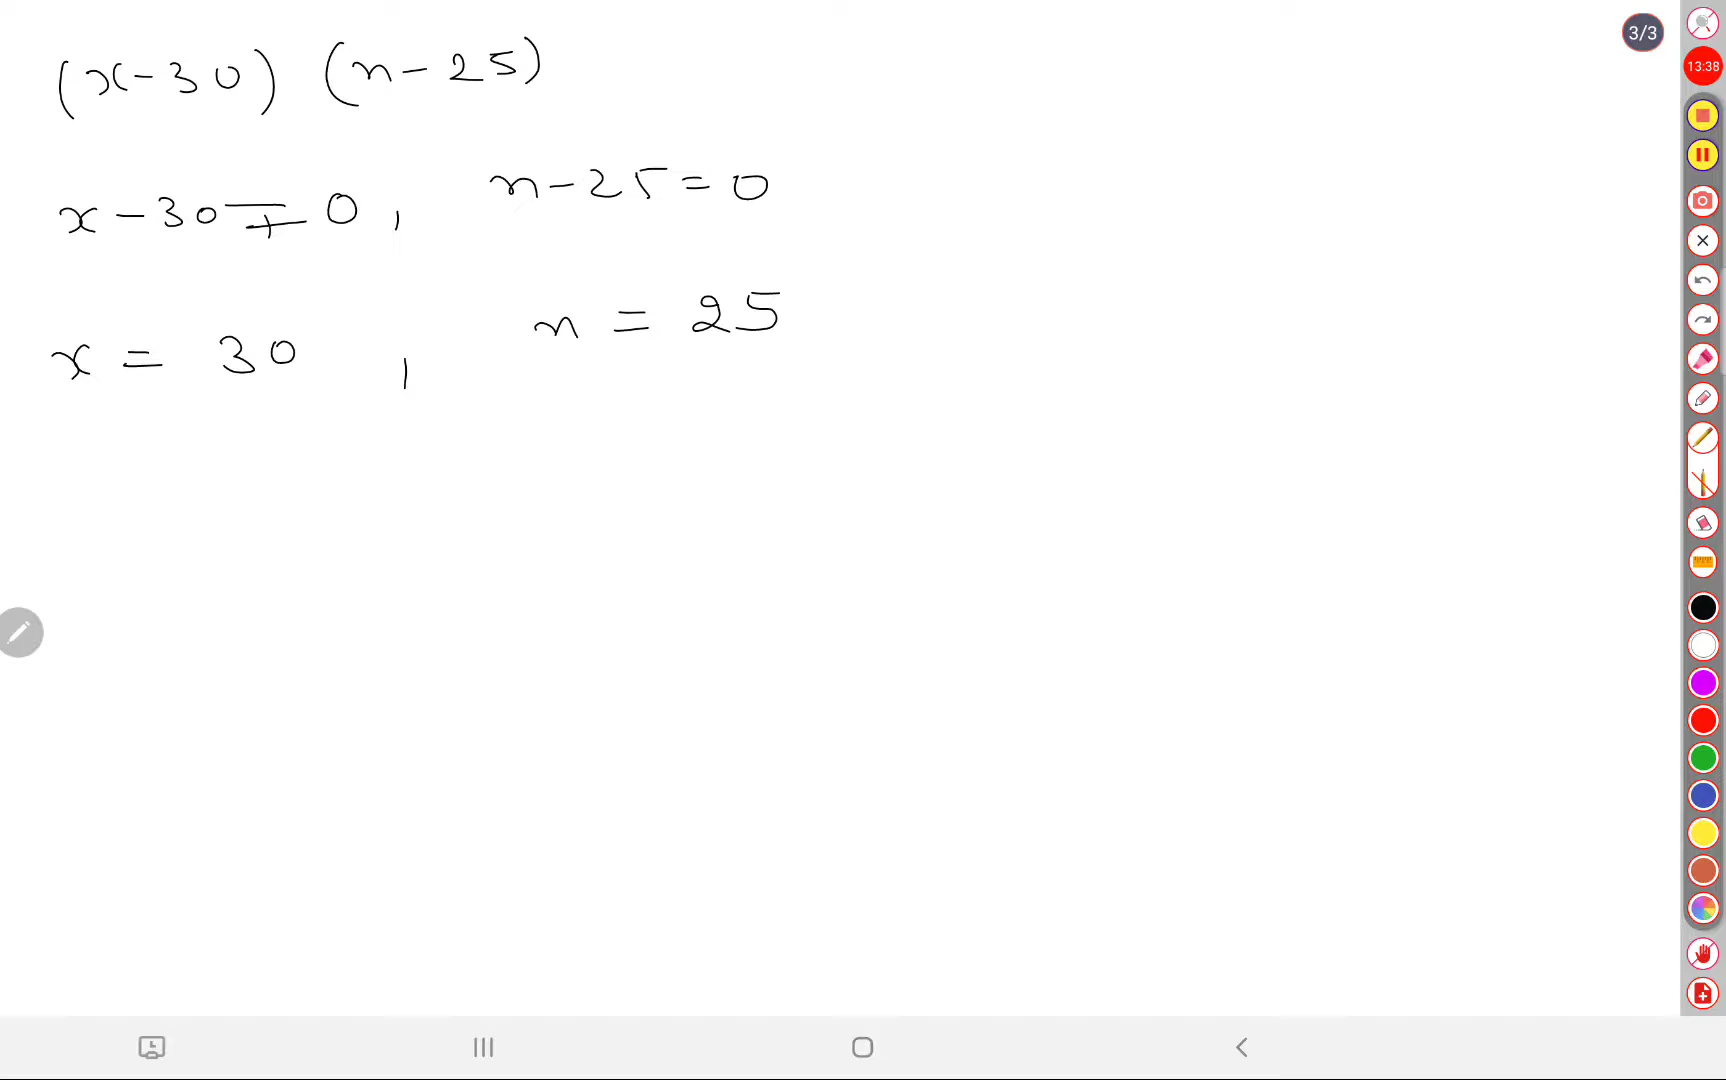 3/3
13:38
(x-30) (n-25)
x-30=0, n-25=0
x = 30, n = 25